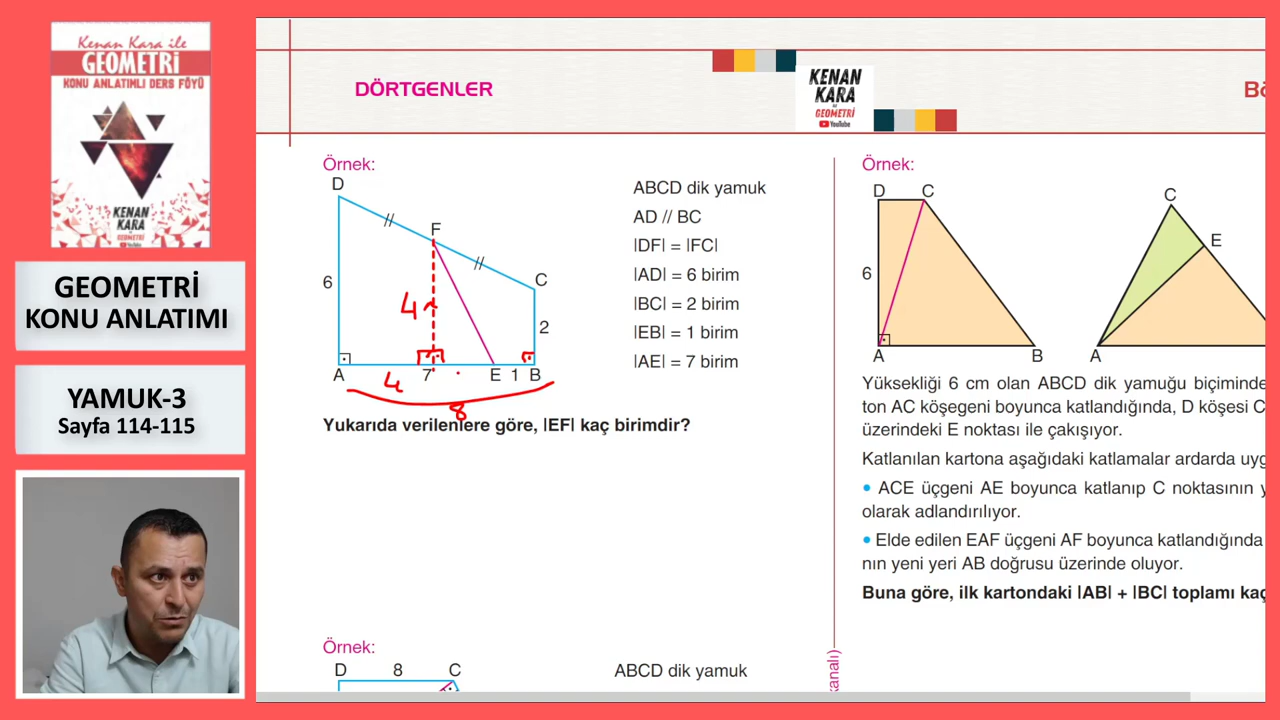 Kenan Kara ile
GEOMETRİ
KONU ANLATIMLI DERS FÖYÜ
KENAN
KARA
GEOMETRİ
YouTube
GEOMETRİ
KONU ANLATIMI
YAMUK-3
Sayfa 114-115
DÖRTGENLER
KENAN
KARA
GEOMETRİ
YouTube
Bö
Örnek:
D
F
C
6
4
2
A
7
E
1
B
4
8
ABCD dik yamuk
AD // BC
|DF| = |FC|
|AD| = 6 birim
|BC| = 2 birim
|EB| = 1 birim
|AE| = 7 birim
Yukarıda verilenlere göre, |EF| kaç birimdir?
Örnek:
D 8 C
ABCD dik yamuk
Örnek:
D C
6
A B
C
E
A
Yüksekliği 6 cm olan ABCD dik yamuğu biçiminde
ton AC köşegeni boyunca katlandığında, D köşesi C
üzerindeki E noktası ile çakışıyor.
Katlanılan kartona aşağıdaki katlamalar ardarda uyg
• ACE üçgeni AE boyunca katlanıp C noktasının y
olarak adlandırılıyor.
• Elde edilen EAF üçgeni AF boyunca katlandığında
nın yeni yeri AB doğrusu üzerinde oluyor.
Buna göre, ilk kartondaki |AB| + |BC| toplamı kaç
kanalı)